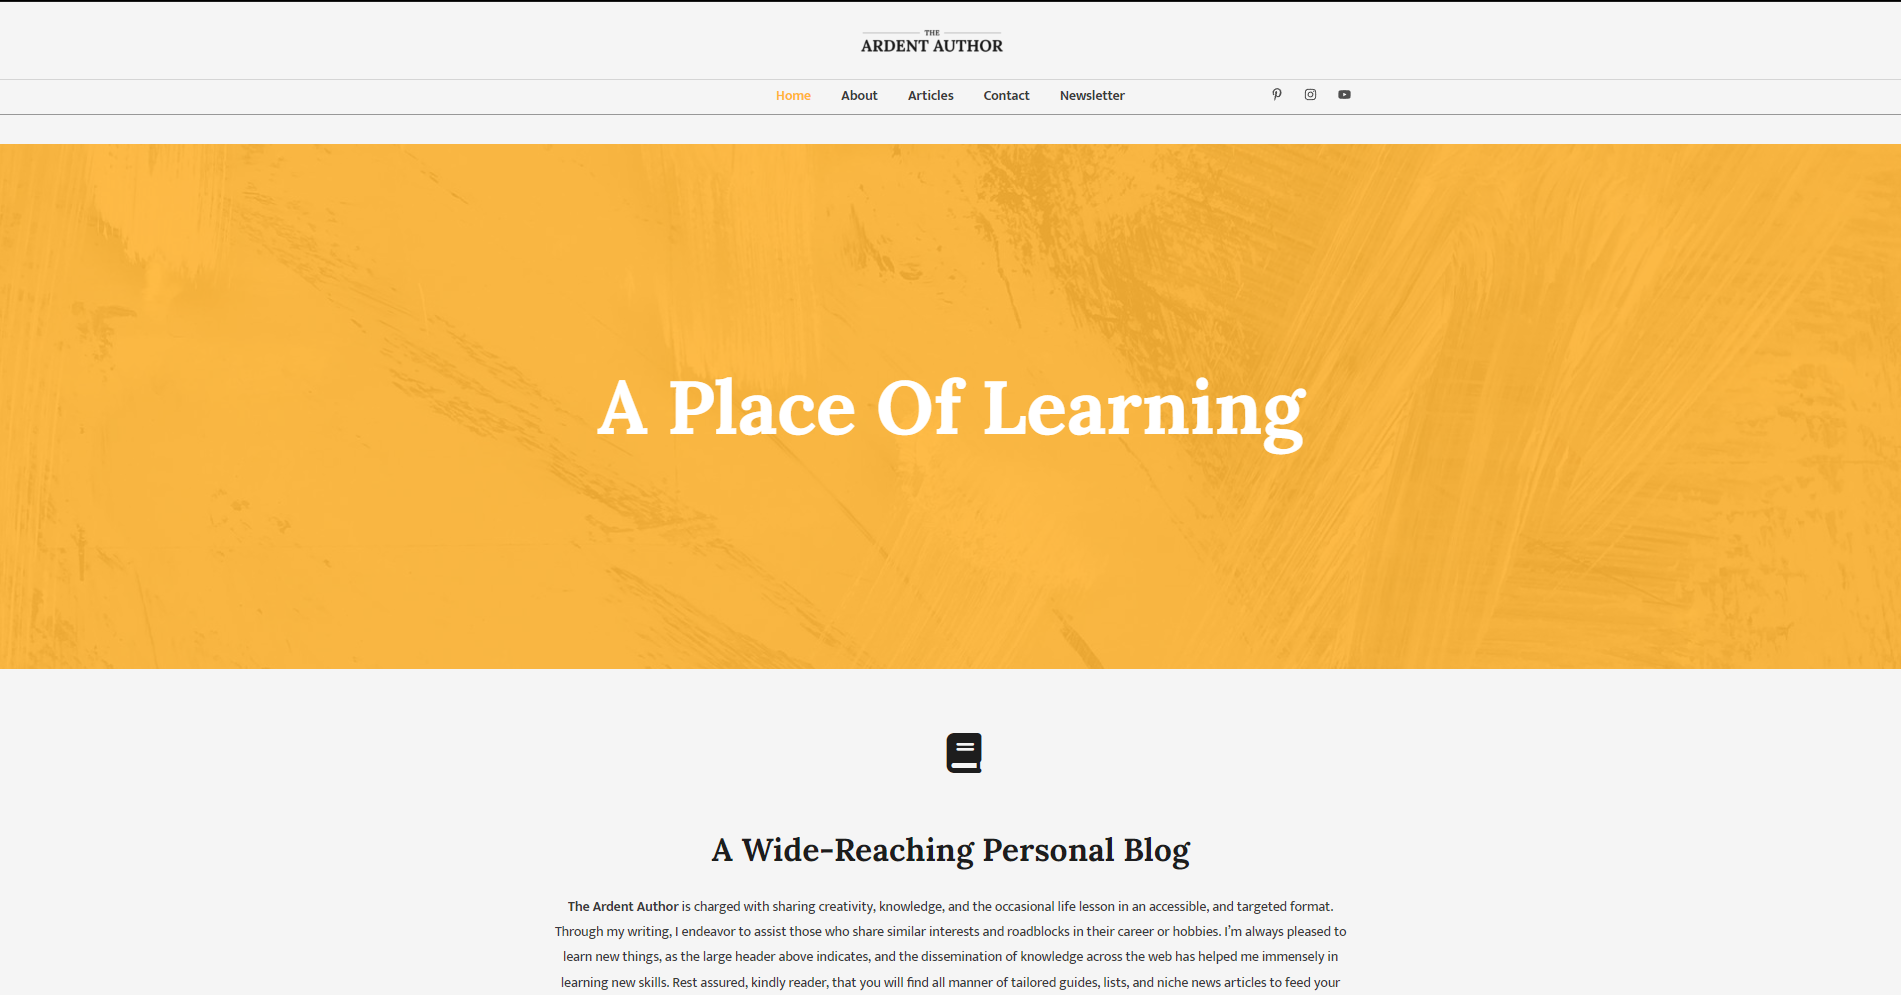 THE
ARDENT AUTHOR
Home About Articles Contact Newsletter
A Place Of Learning
A Wide-Reaching Personal Blog
The Ardent Author is charged with sharing creativity, knowledge, and the occasional life lesson in an accessible, and targeted format.
Through my writing, I endeavor to assist those who share similar interests and roadblocks in their career or hobbies. I’m always pleased to
learn new things, as the large header above indicates, and the dissemination of knowledge across the web has helped me immensely in
learning new skills. Rest assured, kindly reader, that you will find all manner of tailored guides, lists, and niche news articles to feed your